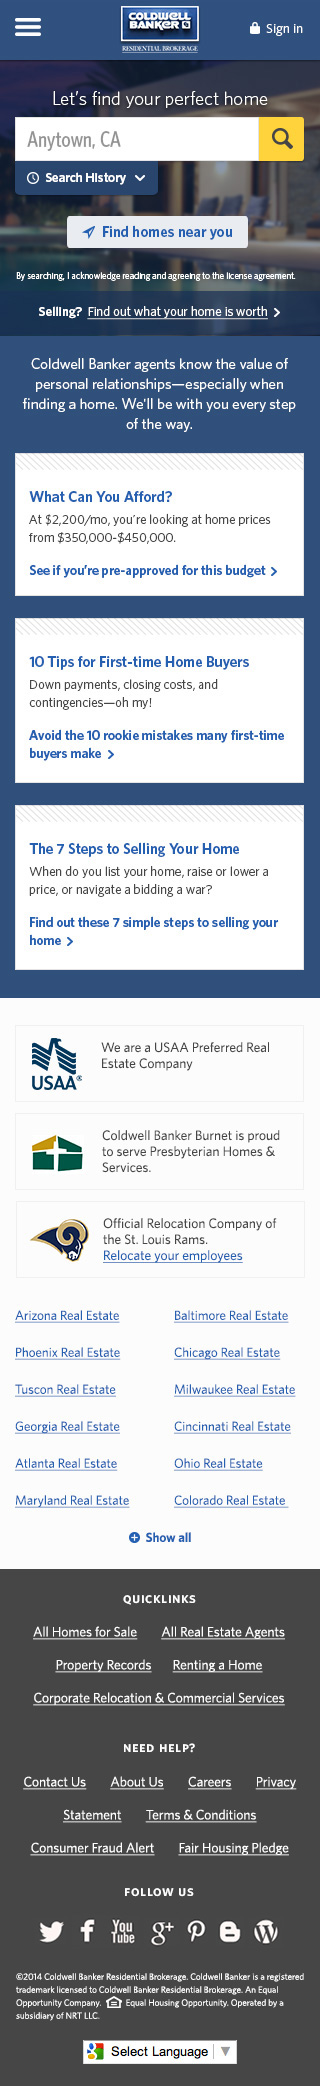 COLDWELL
BANKER
RESIDENTIAL BROKERAGE
Sign in
Let's find your perfect home
Anytown, CA
Search History
Find homes near you
By searching, I acknowledge reading and agreeing to the license agreement.
Selling? Find out what your home is worth
Coldwell Banker agents know the value of
personal relationships—especially when
finding a home. We'll be with you every step
of the way.
What Can You Afford?
At $2,200/mo, you're looking at home prices
from $350,000-$450,000.
See if you're pre-approved for this budget
10 Tips for First-time Home Buyers
Down payments, closing costs, and
contingencies—oh my!
Avoid the 10 rookie mistakes many first-time
buyers make
The 7 Steps to Selling Your Home
When do you list your home, raise or lower a
price, or navigate a bidding a war?
Find out these 7 simple steps to selling your
home
USAA®
We are a USAA Preferred Real
Estate Company
Coldwell Banker Burnet is proud
to serve Presbyterian Homes &
Services.
Official Relocation Company of
the St. Louis Rams.
Relocate your employees
Arizona Real Estate Baltimore Real Estate
Phoenix Real Estate Chicago Real Estate
Tuscon Real Estate Milwaukee Real Estate
Georgia Real Estate Cincinnati Real Estate
Atlanta Real Estate Ohio Real Estate
Maryland Real Estate Colorado Real Estate
Show all
QUICKLINKS
All Homes for Sale All Real Estate Agents
Property Records Renting a Home
Corporate Relocation & Commercial Services
NEED HELP?
Contact Us About Us Careers Privacy
Statement Terms & Conditions
Consumer Fraud Alert Fair Housing Pledge
FOLLOW US
You
Tube
©2014 Coldwell Banker Residential Brokerage. Coldwell Banker is a registered
trademark licensed to Coldwell Banker Residential Brokerage. An Equal
Opportunity Company. Equal Housing Opportunity. Operated by a
subsidiary of NRT LLC.
Select Language ▼